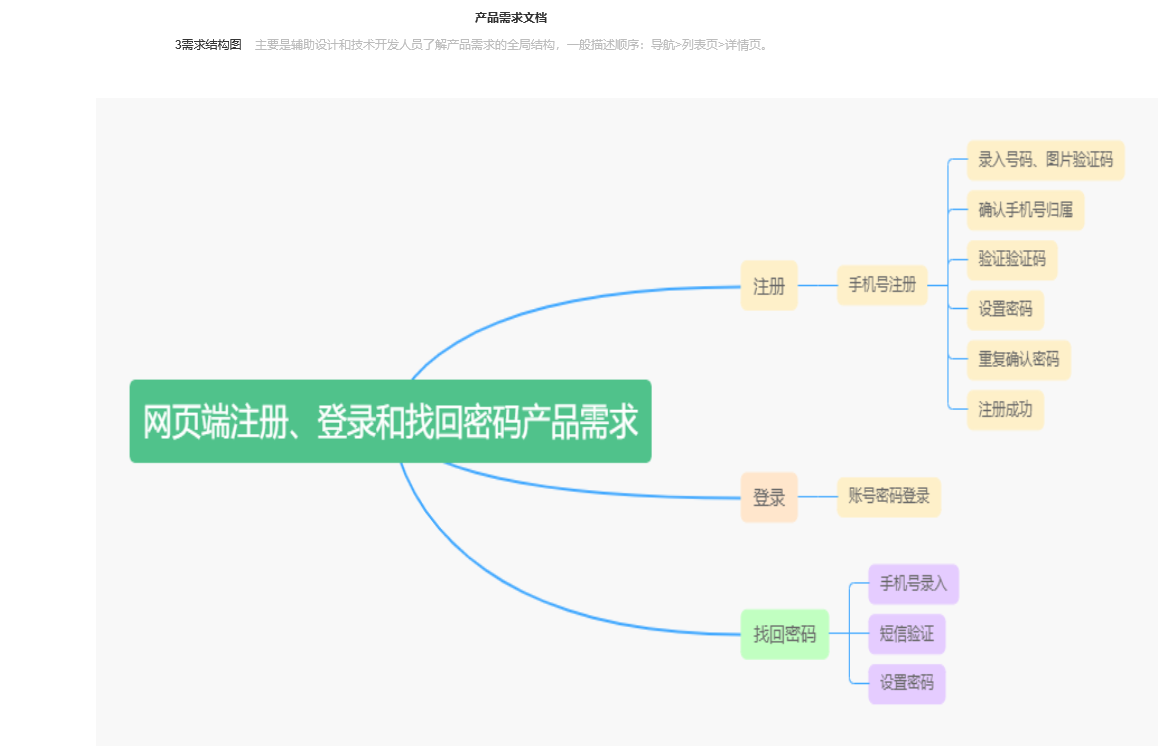 产品需求文档
3需求结构图 主要是辅助设计和技术开发人员了解产品需求的全局结构，一般描述顺序：导航>列表页>详情页。
网页端注册、登录和找回密码产品需求
注册
手机号注册
录入号码、图片验证码
确认手机号归属
验证验证码
设置密码
重复确认密码
注册成功
登录
账号密码登录
找回密码
手机号录入
短信验证
设置密码